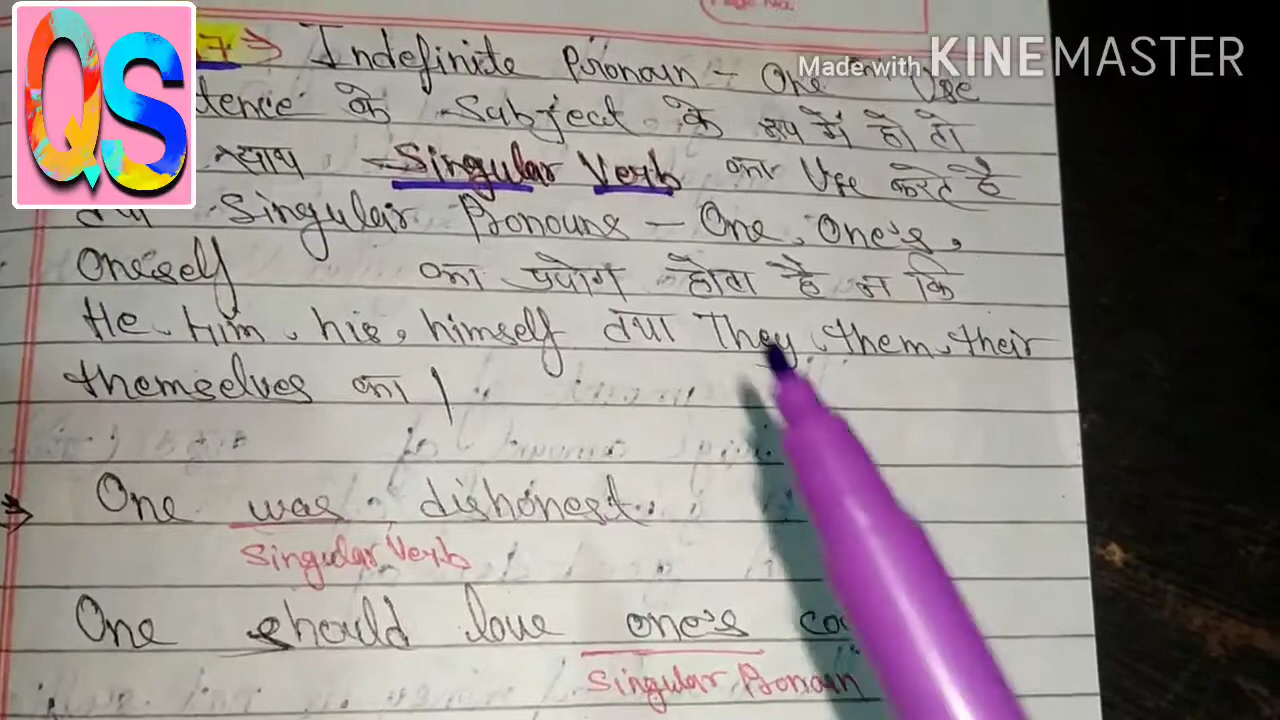 Made with KINEMASTER
QS
7 ⇒ Indefinite Pronoun - One Use
tence के Subject के रूप में हो तो
साथ Singular Verb का Use करते है
तथा Singular Pronouns - One, One's,
Oneself का प्रयोग होता है न कि
He, Him, his, himself तथा They, them, their
themselves का |
One was dishonest.
Singular Verb
One should love one's
Singular Pronoun